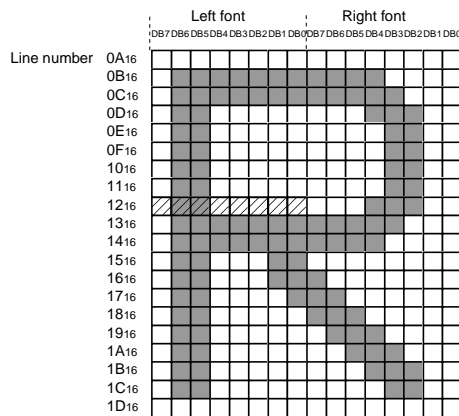 Left font Right font
DB7 DB6 DB5 DB4 DB3 DB2 DB1 DB0 DB7 DB6 DB5 DB4 DB3 DB2 DB1 DB0
Line number 0A16
0B16
0C16
0D16
0E16
0F16
1016
1116
1216
1316
1416
1516
1616
1716
1816
1916
1A16
1B16
1C16
1D16